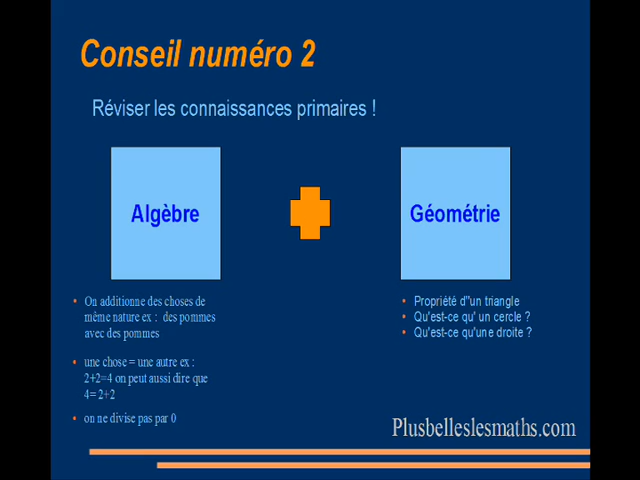 Conseil numéro 2
Réviser les connaissances primaires !
Algèbre
Géométrie
On additionne des choses de
même nature ex :  des pommes
avec des pommes
une chose = une autre ex :
2+2=4 on peut aussi dire que
4= 2+2
on ne divise pas par 0
Propriété d"un triangle
Qu'est-ce qu' un cercle ?
Qu'est-ce qu'une droite ?
Plusbelleslesmaths.com